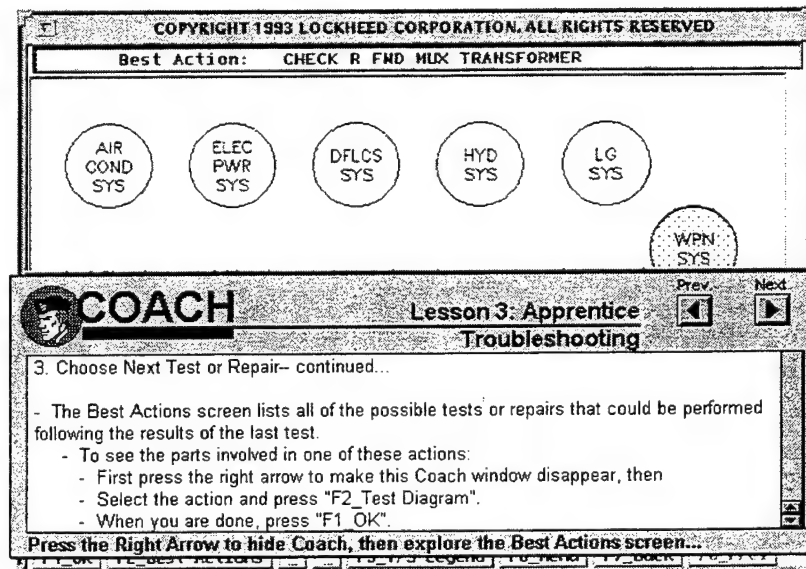 COPYRIGHT 1993 LOCKHEED CORPORATION. ALL RIGHTS RESERVED
Best Action: CHECK R FWD MUX TRANSFORMER
AIR COND SYS
ELEC PWR SYS
DFLCS SYS
HYD SYS
LG SYS
WPN SYS
COACH
Lesson 3: Apprentice
Troubleshooting
Prev.
Next
3. Choose Next Test or Repair-- continued...
- The Best Actions screen lists all of the possible tests or repairs that could be performed
following the results of the last test.
- To see the parts involved in one of these actions:
- First press the right arrow to make this Coach window disappear, then
- Select the action and press "F2_Test Diagram".
- When you are done, press "F1_OK".
Press the Right Arrow to hide Coach, then explore the Best Actions screen...